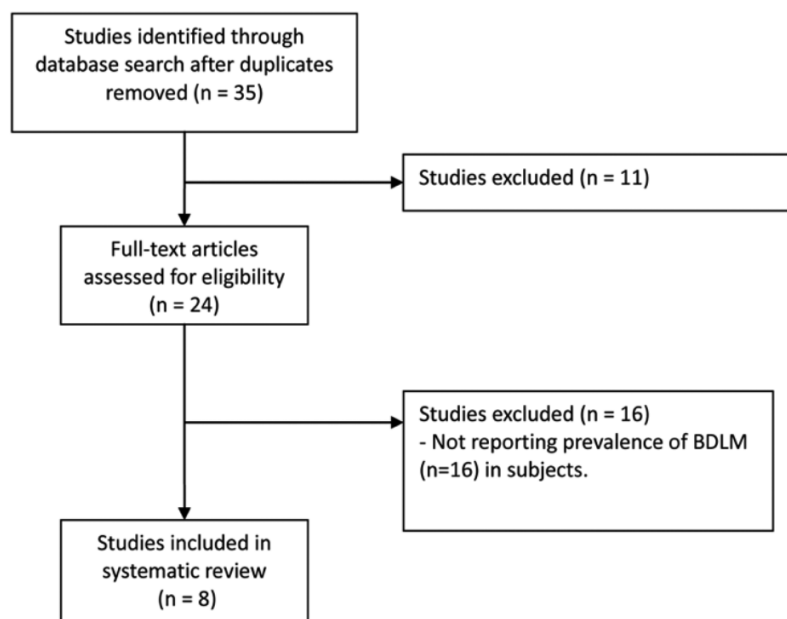 Studies identified through
database search after duplicates
removed (n = 35)
Studies excluded (n = 11)
Full-text articles
assessed for eligibility
(n = 24)
Studies excluded (n = 16)
- Not reporting prevalence of BDLM
(n=16) in subjects.
Studies included in
systematic review
(n = 8)